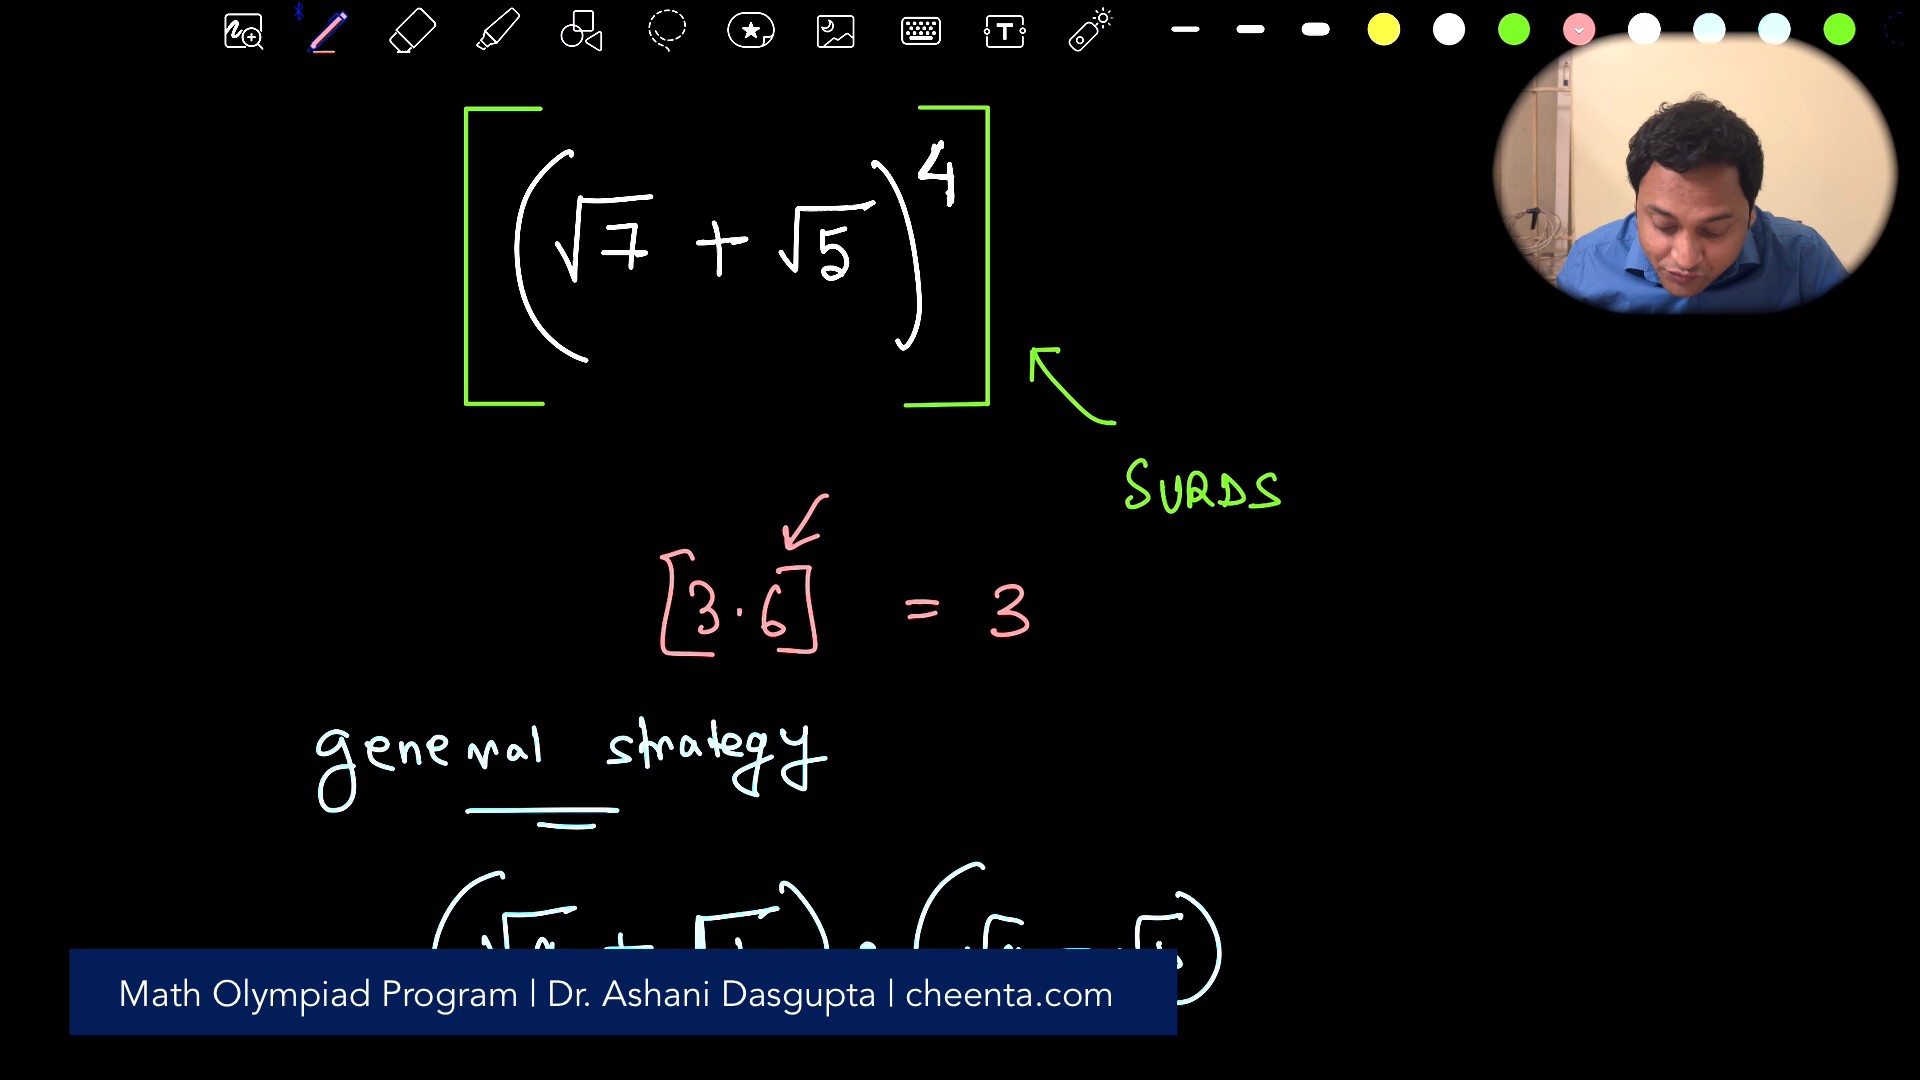 [(√7 + √5)^4]
SURDS
[3.6] = 3
general strategy
(√a + √b) · (√a - √b)
Math Olympiad Program | Dr. Ashani Dasgupta | cheenta.com